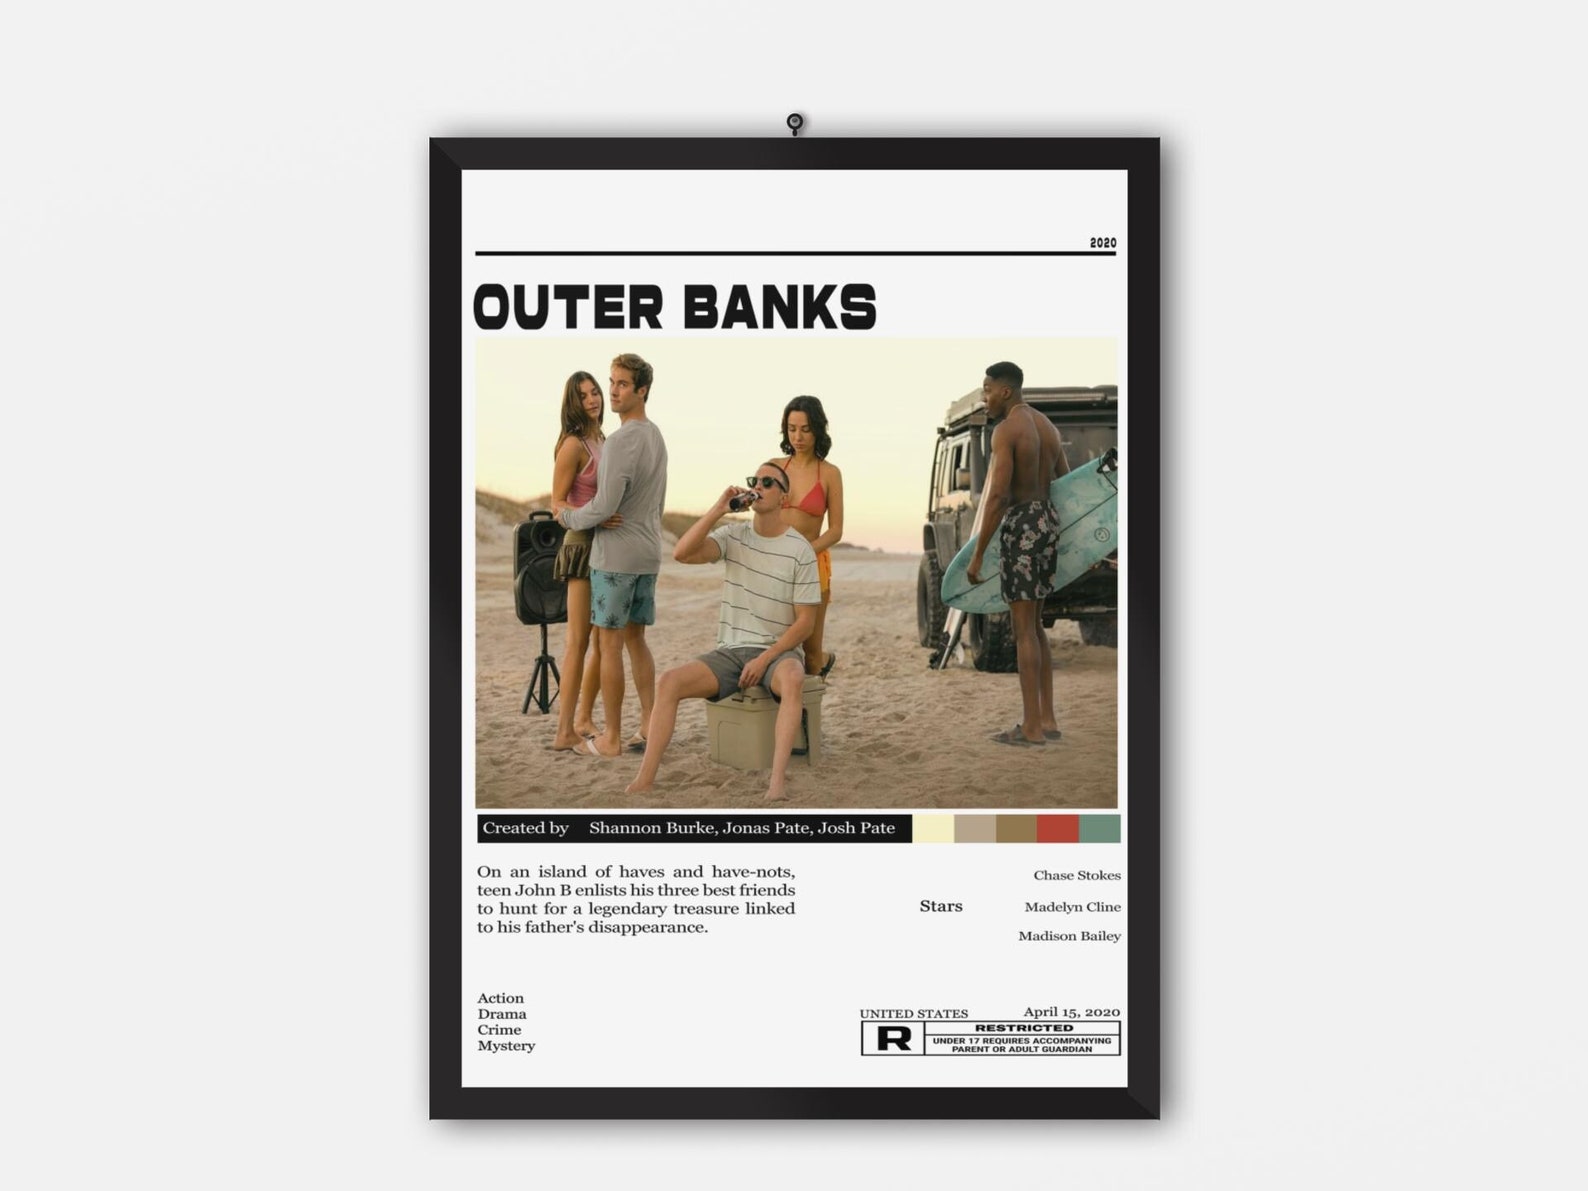 2020
OUTER BANKS
Created by Shannon Burke, Jonas Pate, Josh Pate
On an island of haves and have-nots,
teen John B enlists his three best friends
to hunt for a legendary treasure linked
to his father's disappearance.
Stars
Chase Stokes
Madelyn Cline
Madison Bailey
Action
Drama
Crime
Mystery
UNITED STATES April 15, 2020
R
RESTRICTED
UNDER 17 REQUIRES ACCOMPANYING
PARENT OR ADULT GUARDIAN